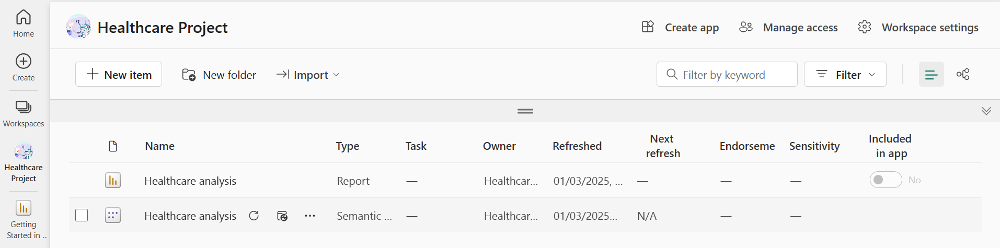 Home
Create
Workspaces
Healthcare
Project
Getting
Started in ...
Healthcare Project
Create app
Manage access
Workspace settings
New item
New folder
Import
Filter by keyword
Filter
Name Type Task Owner Refreshed Next refresh Endorseme Sensitivity Included in app
Healthcare analysis Report — Healthcar... 01/03/2025, ... — — — No
Healthcare analysis ... Semantic ... — Healthcar... 01/03/2025... N/A — —